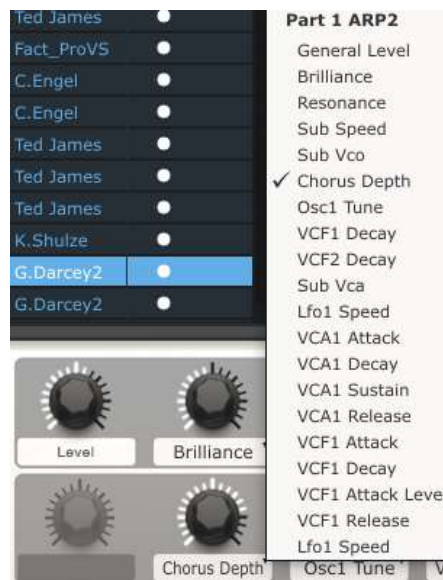 Ted James
Fact_ProVS
C.Engel
C.Engel
Ted James
Ted James
Ted James
K.Shulze
G.Darcey2
G.Darcey2
Part 1 ARP2
General Level
Brilliance
Resonance
Sub Speed
Sub Vco
✓ Chorus Depth
Osc1 Tune
VCF1 Decay
VCF2 Decay
Sub Vca
Lfo1 Speed
VCA1 Attack
VCA1 Decay
VCA1 Sustain
VCA1 Release
VCF1 Attack
VCF1 Decay
VCF1 Attack Leve
VCF1 Release
Lfo1 Speed
Level
Brilliance
Chorus Depth
Osc1 Tune
V